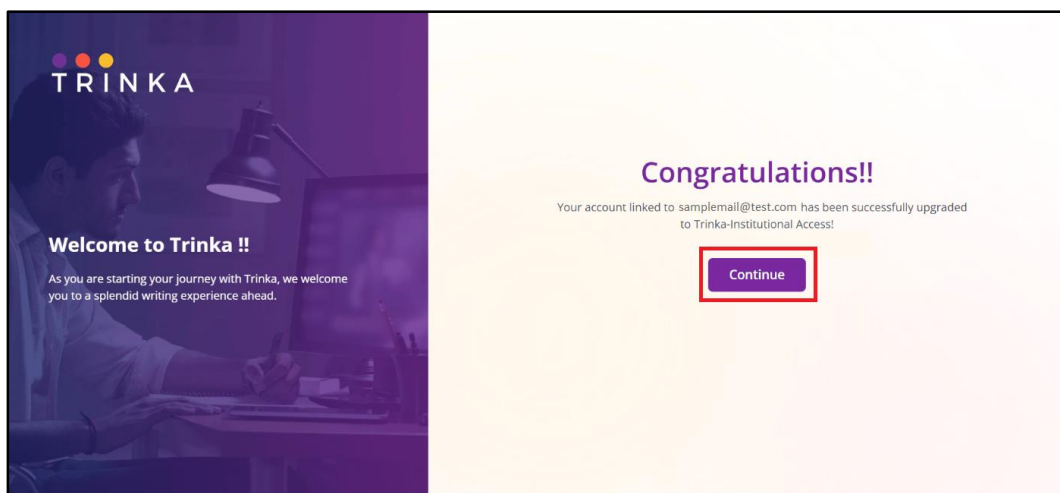 TRINKA
Welcome to Trinka !!
As you are starting your journey with Trinka, we welcome
you to a splendid writing experience ahead.
Congratulations!!
Your account linked to samplemail@test.com has been successfully upgraded
to Trinka-Institutional Access!
Continue